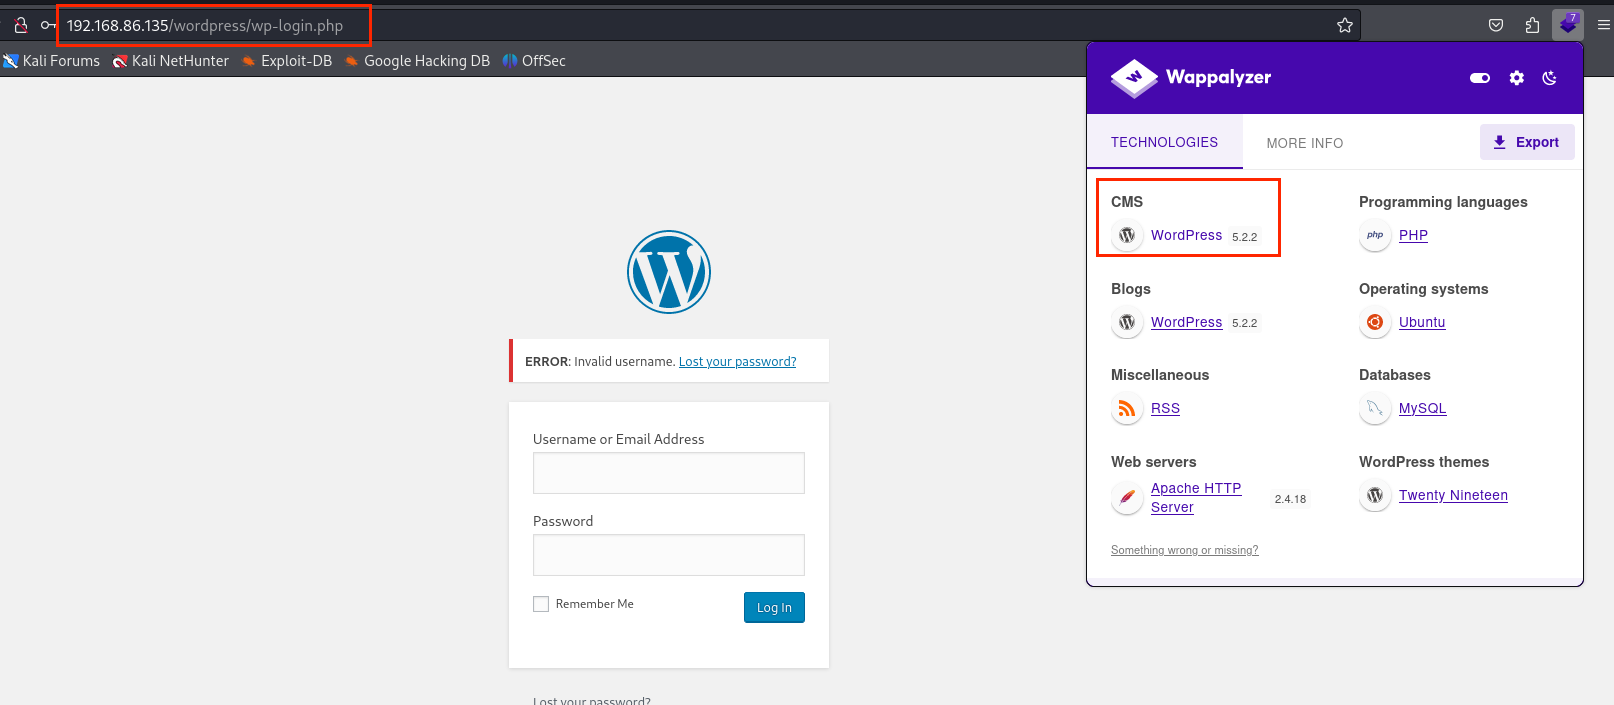 192.168.86.135/wordpress/wp-login.php
7
Kali Forums Kali NetHunter Exploit-DB Google Hacking DB OffSec
W Wappalyzer
TECHNOLOGIES MORE INFO Export
CMS
WordPress 5.2.2
Programming languages
php PHP
Blogs
WordPress 5.2.2
Operating systems
Ubuntu
Miscellaneous
RSS
Databases
MySQL
Web servers
Apache HTTP
Server 2.4.18
WordPress themes
Twenty Nineteen
Something wrong or missing?
ERROR: Invalid username. Lost your password?
Username or Email Address
Password
Remember Me Log In
Lost your password?